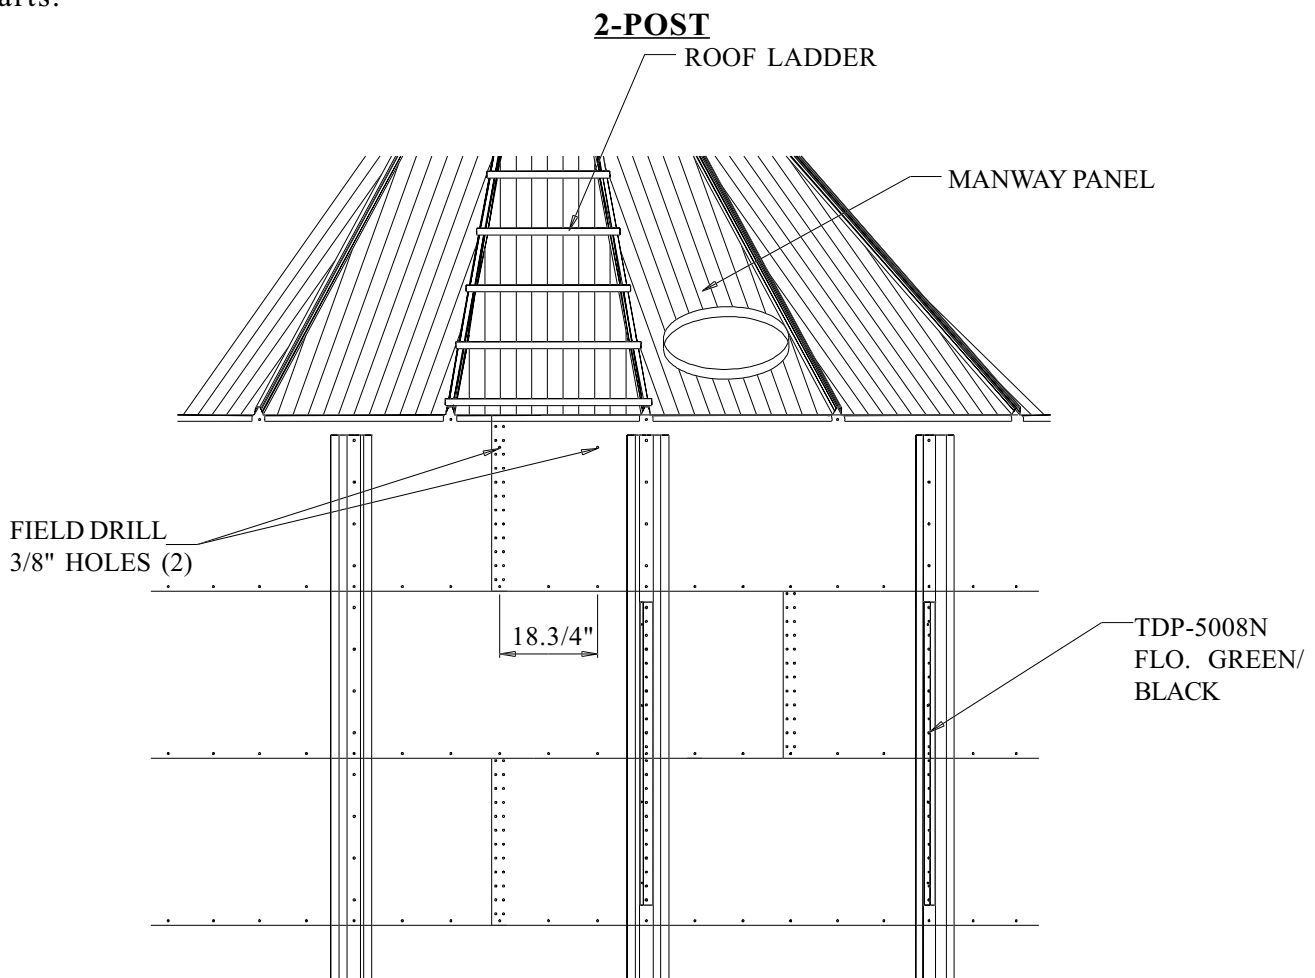 2-POST
ROOF LADDER
MANWAY PANEL
FIELD DRILL
3/8" HOLES (2)
18.3/4"
TDP-5008N
FLO. GREEN/
BLACK